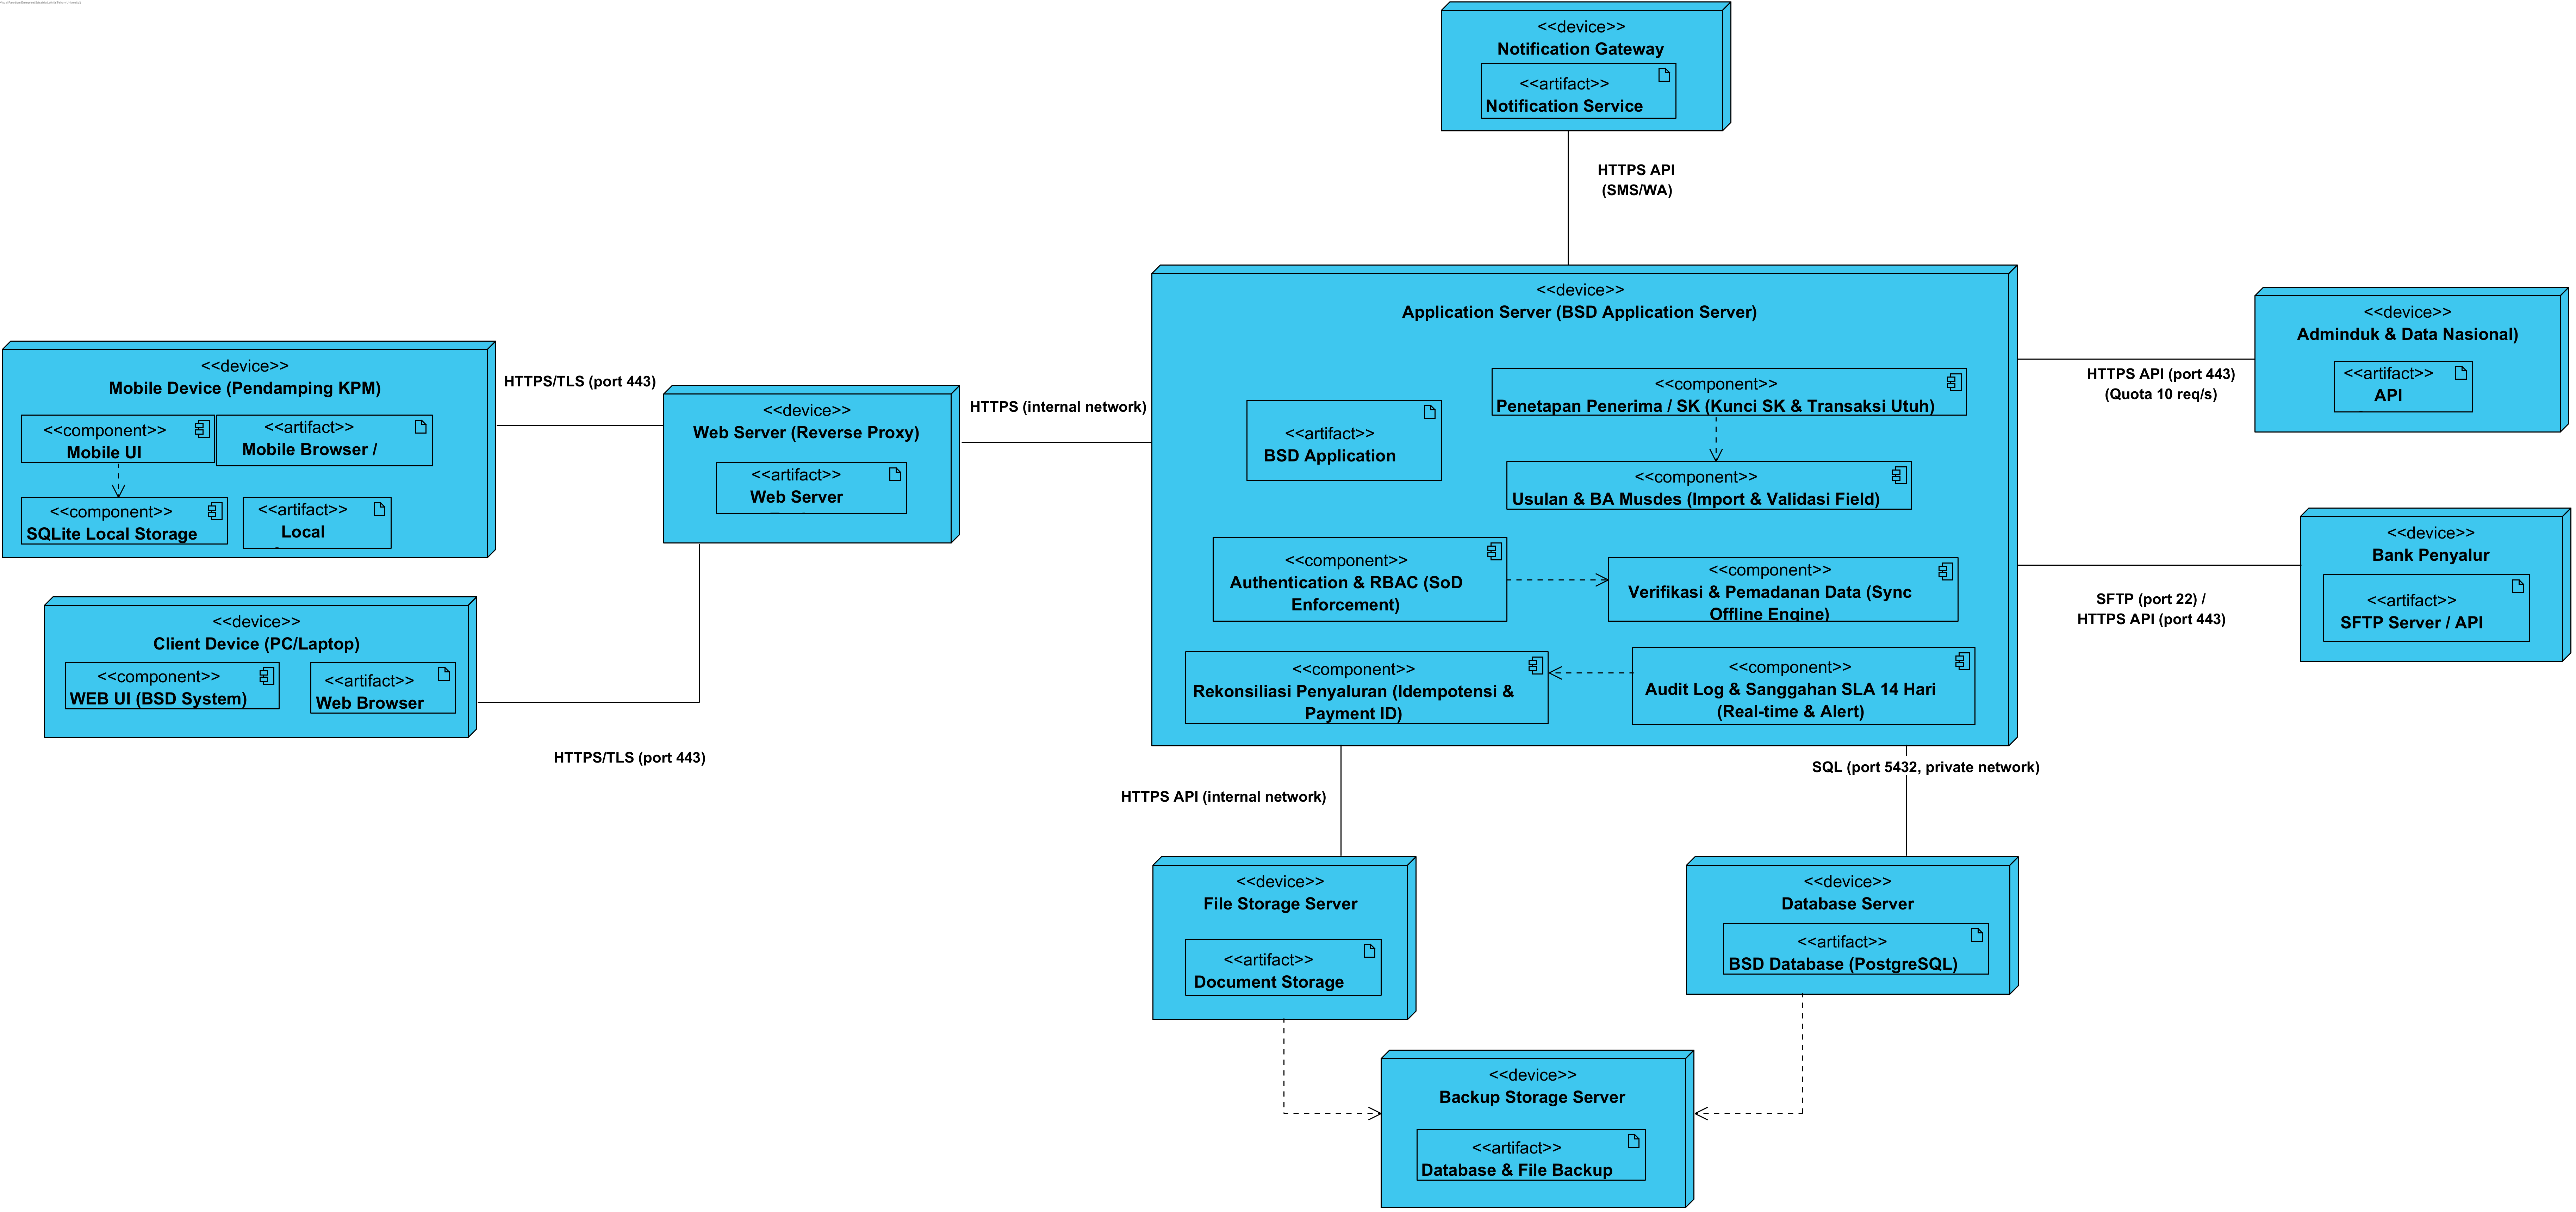 <<device>>
Notification Gateway
<<artifact>>
Notification Service
HTTPS API
(SMS/WA)
<<device>>
Application Server (BSD Application Server)
<<artifact>>
BSD Application
<<component>>
Penetapan Penerima / SK (Kunci SK & Transaksi Utuh)
<<component>>
Usulan & BA Musdes (Import & Validasi Field)
<<component>>
Authentication & RBAC (SoD
Enforcement)
<<component>>
Verifikasi & Pemadanan Data (Sync
Offline Engine)
<<component>>
Rekonsiliasi Penyaluran (Idempotensi &
Payment ID)
<<component>>
Audit Log & Sanggahan SLA 14 Hari
(Real-time & Alert)
<<device>>
Mobile Device (Pendamping KPM)
<<component>>
Mobile UI
<<artifact>>
Mobile Browser /
<<component>>
SQLite Local Storage
<<artifact>>
Local
HTTPS/TLS (port 443)
<<device>>
Web Server (Reverse Proxy)
<<artifact>>
Web Server
HTTPS (internal network)
<<device>>
Client Device (PC/Laptop)
<<component>>
WEB UI (BSD System)
<<artifact>>
Web Browser
HTTPS/TLS (port 443)
<<device>>
Adminduk & Data Nasional)
<<artifact>>
API
HTTPS API (port 443)
(Quota 10 req/s)
<<device>>
Bank Penyalur
<<artifact>>
SFTP Server / API
SFTP (port 22) /
HTTPS API (port 443)
HTTPS API (internal network)
SQL (port 5432, private network)
<<device>>
File Storage Server
<<artifact>>
Document Storage
<<device>>
Database Server
<<artifact>>
BSD Database (PostgreSQL)
<<device>>
Backup Storage Server
<<artifact>>
Database & File Backup